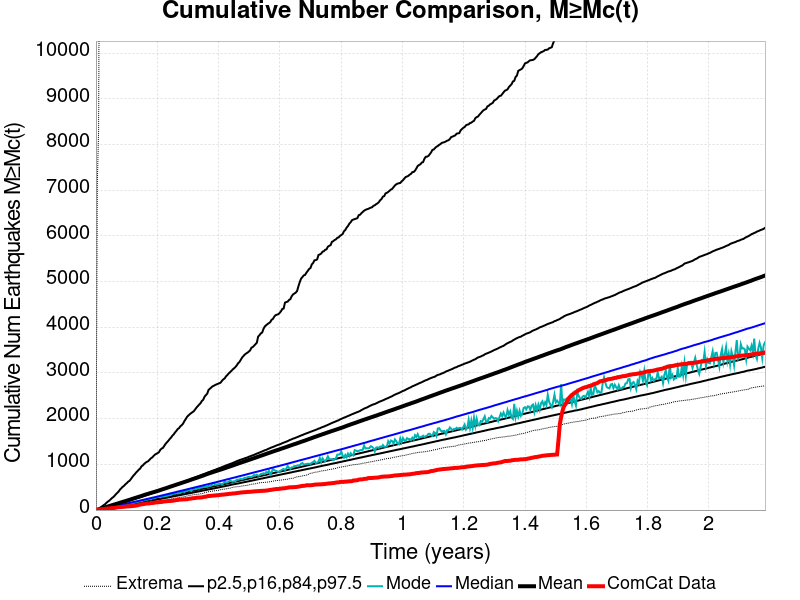 Cumulative Number Comparison, M≥Mc(t)
Cumulative Num Earthquakes M≥Mc(t)
10000
9000
8000
7000
6000
5000
4000
3000
2000
1000
0
0 0.2 0.4 0.6 0.8 1 1.2 1.4 1.6 1.8 2
Time (years)
Extrema p2.5,p16,p84,p97.5 Mode Median Mean ComCat Data